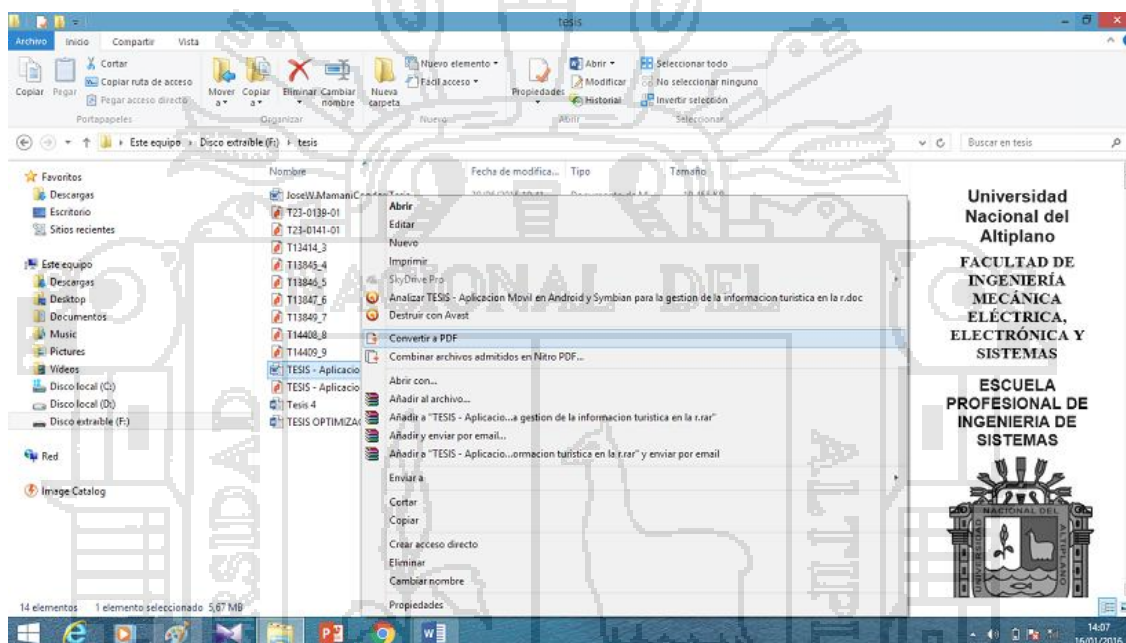 tesis
Archivo Inicio Compartir Vista
Copiar Pegar
Cortar
Copiar ruta de acceso
Pegar acceso directo
Portapapeles
Mover a Copiar a Eliminar Cambiar nombre
Organizar
Nueva carpeta
Nuevo elemento
Fácil acceso
Nuevo
Propiedades
Abrir
Modificar
Historial
Abrir
Seleccionar todo
No seleccionar ninguno
Invertir selección
Seleccionar
Este equipo Disco extraíble (F:) tesis
Buscar en tesis
Favoritos
Descargas
Escritorio
Sitios recientes
Este equipo
Descargas
Desktop
Documentos
Music
Pictures
Vídeos
Disco local (C:)
Disco local (D:)
Disco extraíble (F:)
Red
Image Catalog
Nombre Fecha de modifica... Tipo Tamaño
T23-0139-01
T23-0141-01
T13414_3
T13845_4
T13846_5
T13847_6
T13849_7
T14408_8
T14409_9
TESIS - Aplicacio
TESIS - Aplicacio
Tesis 4
TESIS OPTIMIZA
Abrir
Editar
Nuevo
Imprimir
SkyDrive Pro
Analizar TESIS - Aplicacion Movil en Android y Symbian para la gestion de la informacion turistica en la r.doc
Destruir con Avast
Convertir a PDF
Combinar archivos admitidos en Nitro PDF...
Abrir con...
Añadir al archivo...
Añadir a "TESIS - Aplicacio...a gestion de la informacion turistica en la r.rar"
Añadir y enviar por email...
Añadir a "TESIS - Aplicacio...ormacion turistica en la r.rar" y enviar por email
Enviar a
Cortar
Copiar
Crear acceso directo
Eliminar
Cambiar nombre
Propiedades
Universidad
Nacional del
Altiplano
FACULTAD DE
INGENIERÍA
MECÁNICA
ELÉCTRICA,
ELECTRÓNICA Y
SISTEMAS
ESCUELA
PROFESIONAL DE
INGENIERIA DE
SISTEMAS
NACIONAL DEL
ALTIPLANO
14 elementos 1 elemento seleccionado 5,67 MB
14:07
16/01/2016